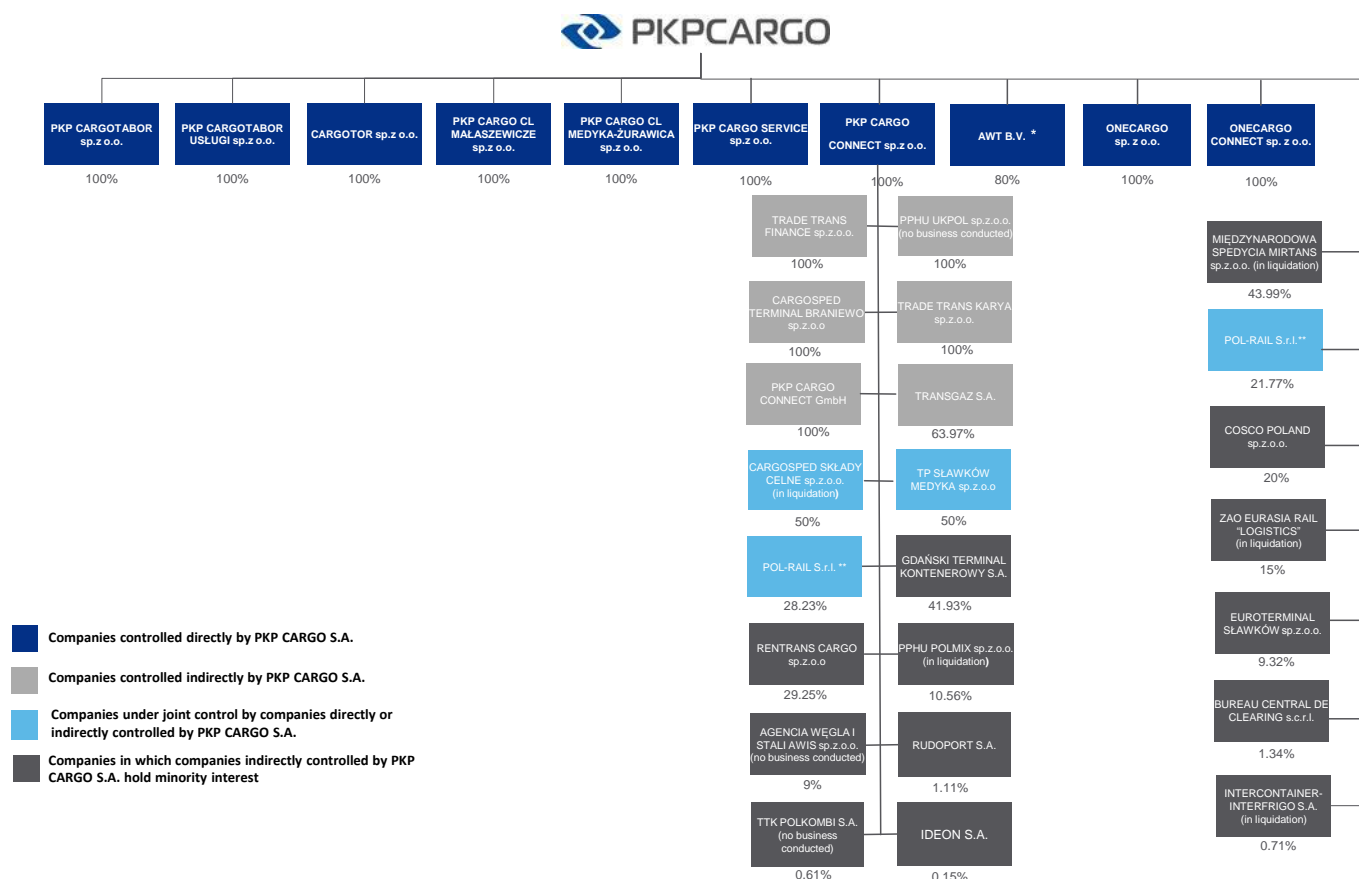 PKPCARGO
PKP CARGOTABOR
sp.z o.o.
100%
PKP CARGOTABOR
USŁUGI sp.z o.o.
100%
CARGOTOR sp.z o.o.
100%
PKP CARGO CL
MAŁASZEWICZE
sp.z o.o.
100%
PKP CARGO CL
MEDYKA-ŻURAWICA
sp.z o.o.
100%
PKP CARGO SERVICE
sp.z o.o.
100%
PKP CARGO
CONNECT sp.z o.o.
100%
AWT B.V. *
80%
ONECARGO
sp. z o.o.
100%
ONECARGO
CONNECT sp. z o.o.
100%
TRADE TRANS
FINANCE sp.z.o.o.
100%
PPHU UKPOL sp.z.o.o.
(no business conducted)
100%
CARGOSPED
TERMINAL BRANIEWO
sp.z.o.o
100%
TRADE TRANS KARYA
sp.z.o.o.
100%
PKP CARGO
CONNECT GmbH
100%
TRANSGAZ S.A.
63.97%
CARGOSPED SKŁADY
CELNE sp.z.o.o.
(in liquidation)
50%
TP SŁAWKÓW
MEDYKA sp.z.o.o
50%
POL-RAIL S.r.l. **
28.23%
GDAŃSKI TERMINAL
KONTENEROWY S.A.
41.93%
RENTRANS CARGO
sp.z.o.o
29.25%
PPHU POLMIX sp.z.o.o.
(in liquidation)
10.56%
AGENCIA WĘGLA I
STALI AWIS sp.z.o.o.
(no business conducted)
9%
RUDOPORT S.A.
1.11%
TTK POLKOMBI S.A.
(no business
conducted)
0.61%
IDEON S.A.
0.15%
MIĘDZYNARODOWA
SPEDYCIA MIRTANS
sp.z.o.o. (in liquidation)
43.99%
POL-RAIL S.r.l.**
21.77%
COSCO POLAND
sp.z.o.o.
20%
ZAO EURASIA RAIL
“LOGISTICS”
(in liquidation)
15%
EUROTERMINAL
SŁAWKÓW sp.z.o.o.
9.32%
BUREAU CENTRAL DE
CLEARING s.c.r.l.
1.34%
INTERCONTAINER-
INTERFRIGO S.A.
(in liquidation)
0.71%
Companies controlled directly by PKP CARGO S.A.
Companies controlled indirectly by PKP CARGO S.A.
Companies under joint control by companies directly or
indirectly controlled by PKP CARGO S.A.
Companies in which companies indirectly controlled by PKP
CARGO S.A. hold minority interest